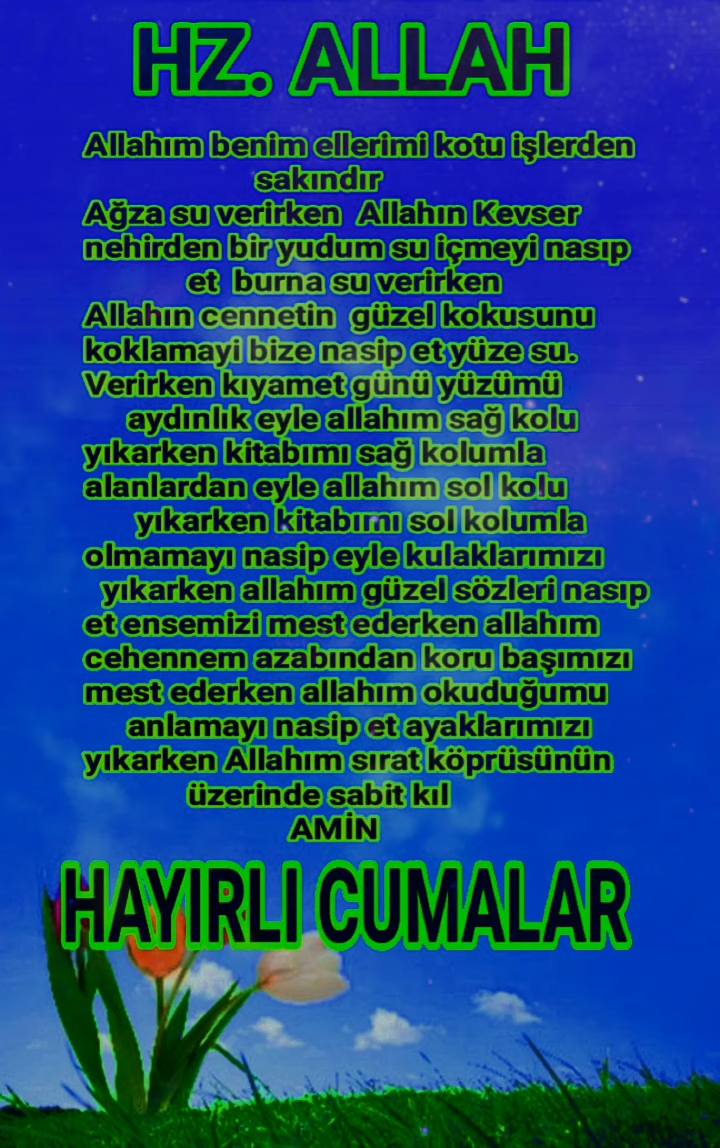 HZ. ALLAH
Allahım benim ellerimi kotu işlerden
sakındır
Ağza su verirken Allahın Kevser
nehirden bir yudum su içmeyi nasıp
et burna su verirken
Allahın cennetin güzel kokusunu
koklamayi bize nasip et yüze su.
Verirken kıyamet günü yüzümü
aydınlık eyle allahım sağ kolu
yıkarken kitabımı sağ kolumla
alanlardan eyle allahım sol kolu
yıkarken kitabımı sol kolumla
olmamayı nasip eyle kulaklarımızı
yıkarken allahım güzel sözleri nasıp
et ensemizi mest ederken allahım
cehennem azabından koru başımızı
mest ederken allahım okuduğumu
anlamayı nasip et ayaklarımızı
yıkarken Allahım sırat köprüsünün
üzerinde sabit kıl
AMİN
HAYIRLI CUMALAR